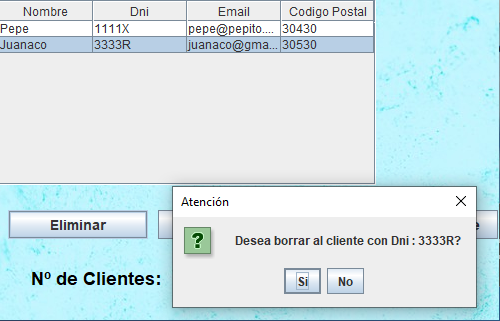 Nombre Dni Email Codigo Postal
Pepe 1111X pepe@pepito.... 30430
Juanaco 3333R juanaco@gma... 30530
Atención
Eliminar
Desea borrar al cliente con Dni : 3333R?
Nº de Clientes:
Si No